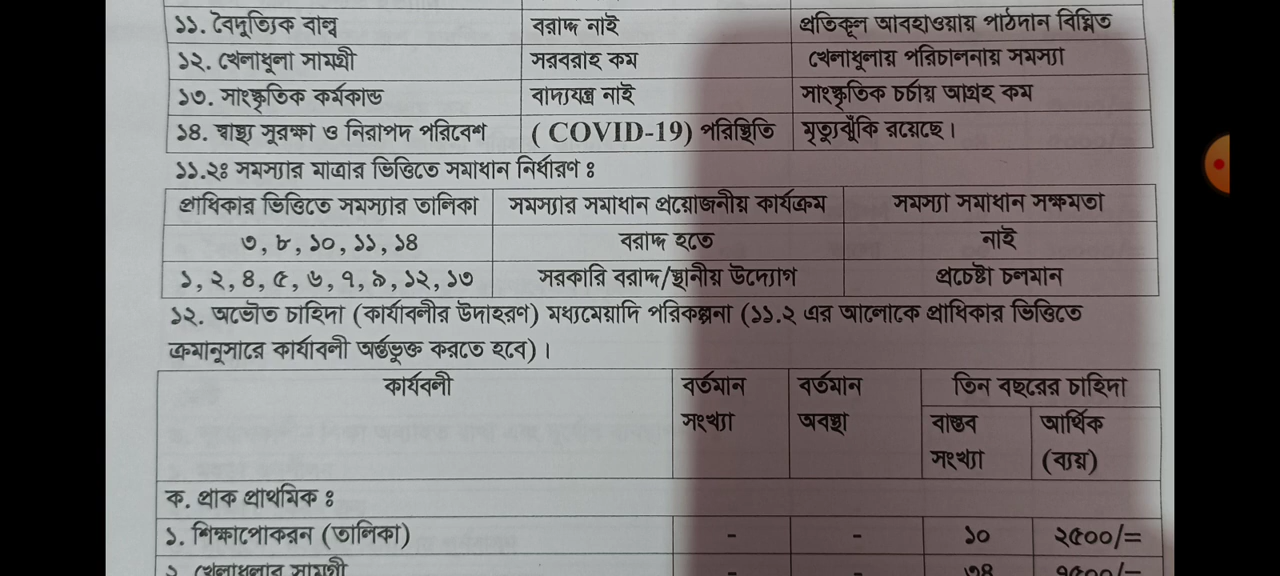 ১১. বৈদুত্যিক বাল্ব বরাদ্দ নাই প্রতিকূল আবহাওয়ায় পাঠদান বিঘ্নিত
১২. খেলাধূলা সামগ্রী সরবরাহ কম খেলাধূলায় পরিচালনায় সমস্যা
১৩. সাংস্কৃতিক কর্মকান্ড বাদ্যযন্ত্র নাই সাংস্কৃতিক চর্চায় আগ্রহ কম
১৪. স্বাস্থ্য সুরক্ষা ও নিরাপদ পরিবেশ ( COVID-19) পরিস্থিতি মৃত্যুঝুঁকি রয়েছে।
১১.২ঃ সমস্যার মাত্রার ভিত্তিতে সমাধান নির্ধারণ ঃ
প্রাধিকার ভিত্তিতে সমস্যার তালিকা সমস্যার সমাধান প্রয়োজনীয় কার্যক্রম সমস্যা সমাধান সক্ষমতা
৩, ৮, ১০, ১১, ১৪ বরাদ্দ হতে নাই
১, ২, ৪, ৫, ৬, ৭, ৯, ১২, ১৩ সরকারি বরাদ্দ/স্থানীয় উদ্যোগ প্রচেষ্টা চলমান
১২. অভৌত চাহিদা (কার্যাবলীর উদাহরণ) মধ্যমেয়াদি পরিকল্পনা (১১.২ এর আলোকে প্রাধিকার ভিত্তিতে
ক্রমানুসারে কার্যাবলী অর্ন্তভূক্ত করতে হবে)।
কার্যবলী বর্তমান সংখ্যা বর্তমান অবস্থা তিন বছরের চাহিদা
বাস্তব সংখ্যা আর্থিক (ব্যয়)
ক. প্রাক প্রাথমিক ঃ
১. শিক্ষাপোকরন (তালিকা) - - ১০ ২৫০০/=
২. খেলাধুলার সামগ্রী - - ৩৪ ৭৫০০/=